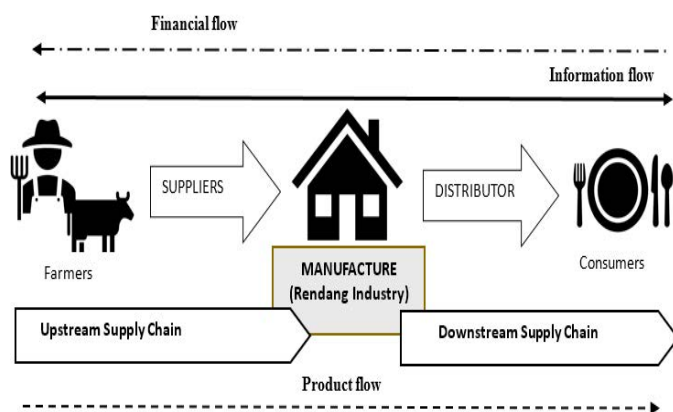 Financial flow
Information flow
SUPPLIERS
DISTRIBUTOR
Farmers
MANUFACTURE
(Rendang Industry)
Consumers
Upstream Supply Chain
Downstream Supply Chain
Product flow